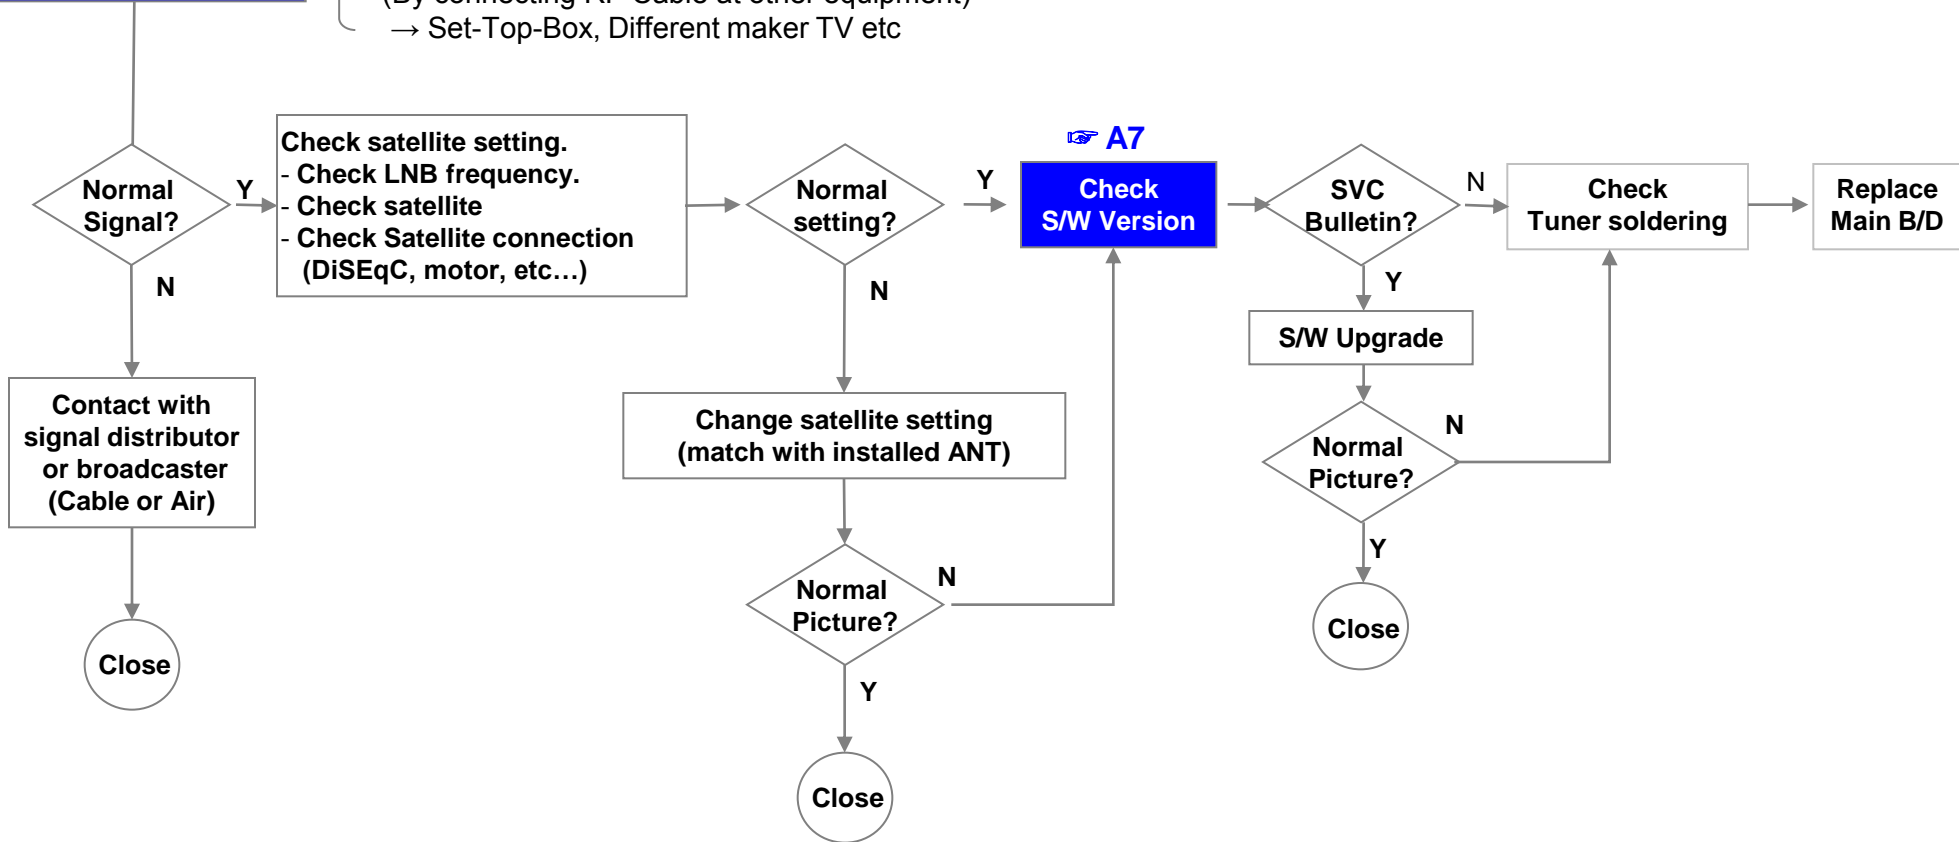 → Set-Top-Box, Different maker TV etc
Normal
Signal?
Y
N
Check satellite setting.
- Check LNB frequency.
- Check satellite
- Check Satellite connection
(DiSEqC, motor, etc…)
Normal
setting?
Y
N
☞ A7
Check
S/W Version
SVC
Bulletin?
N
Y
Check
Tuner soldering
Replace
Main B/D
S/W Upgrade
Contact with
signal distributor
or broadcaster
(Cable or Air)
Change satellite setting
(match with installed ANT)
Normal
Picture?
N
Y
Normal
Picture?
N
Y
Close
Close
Close